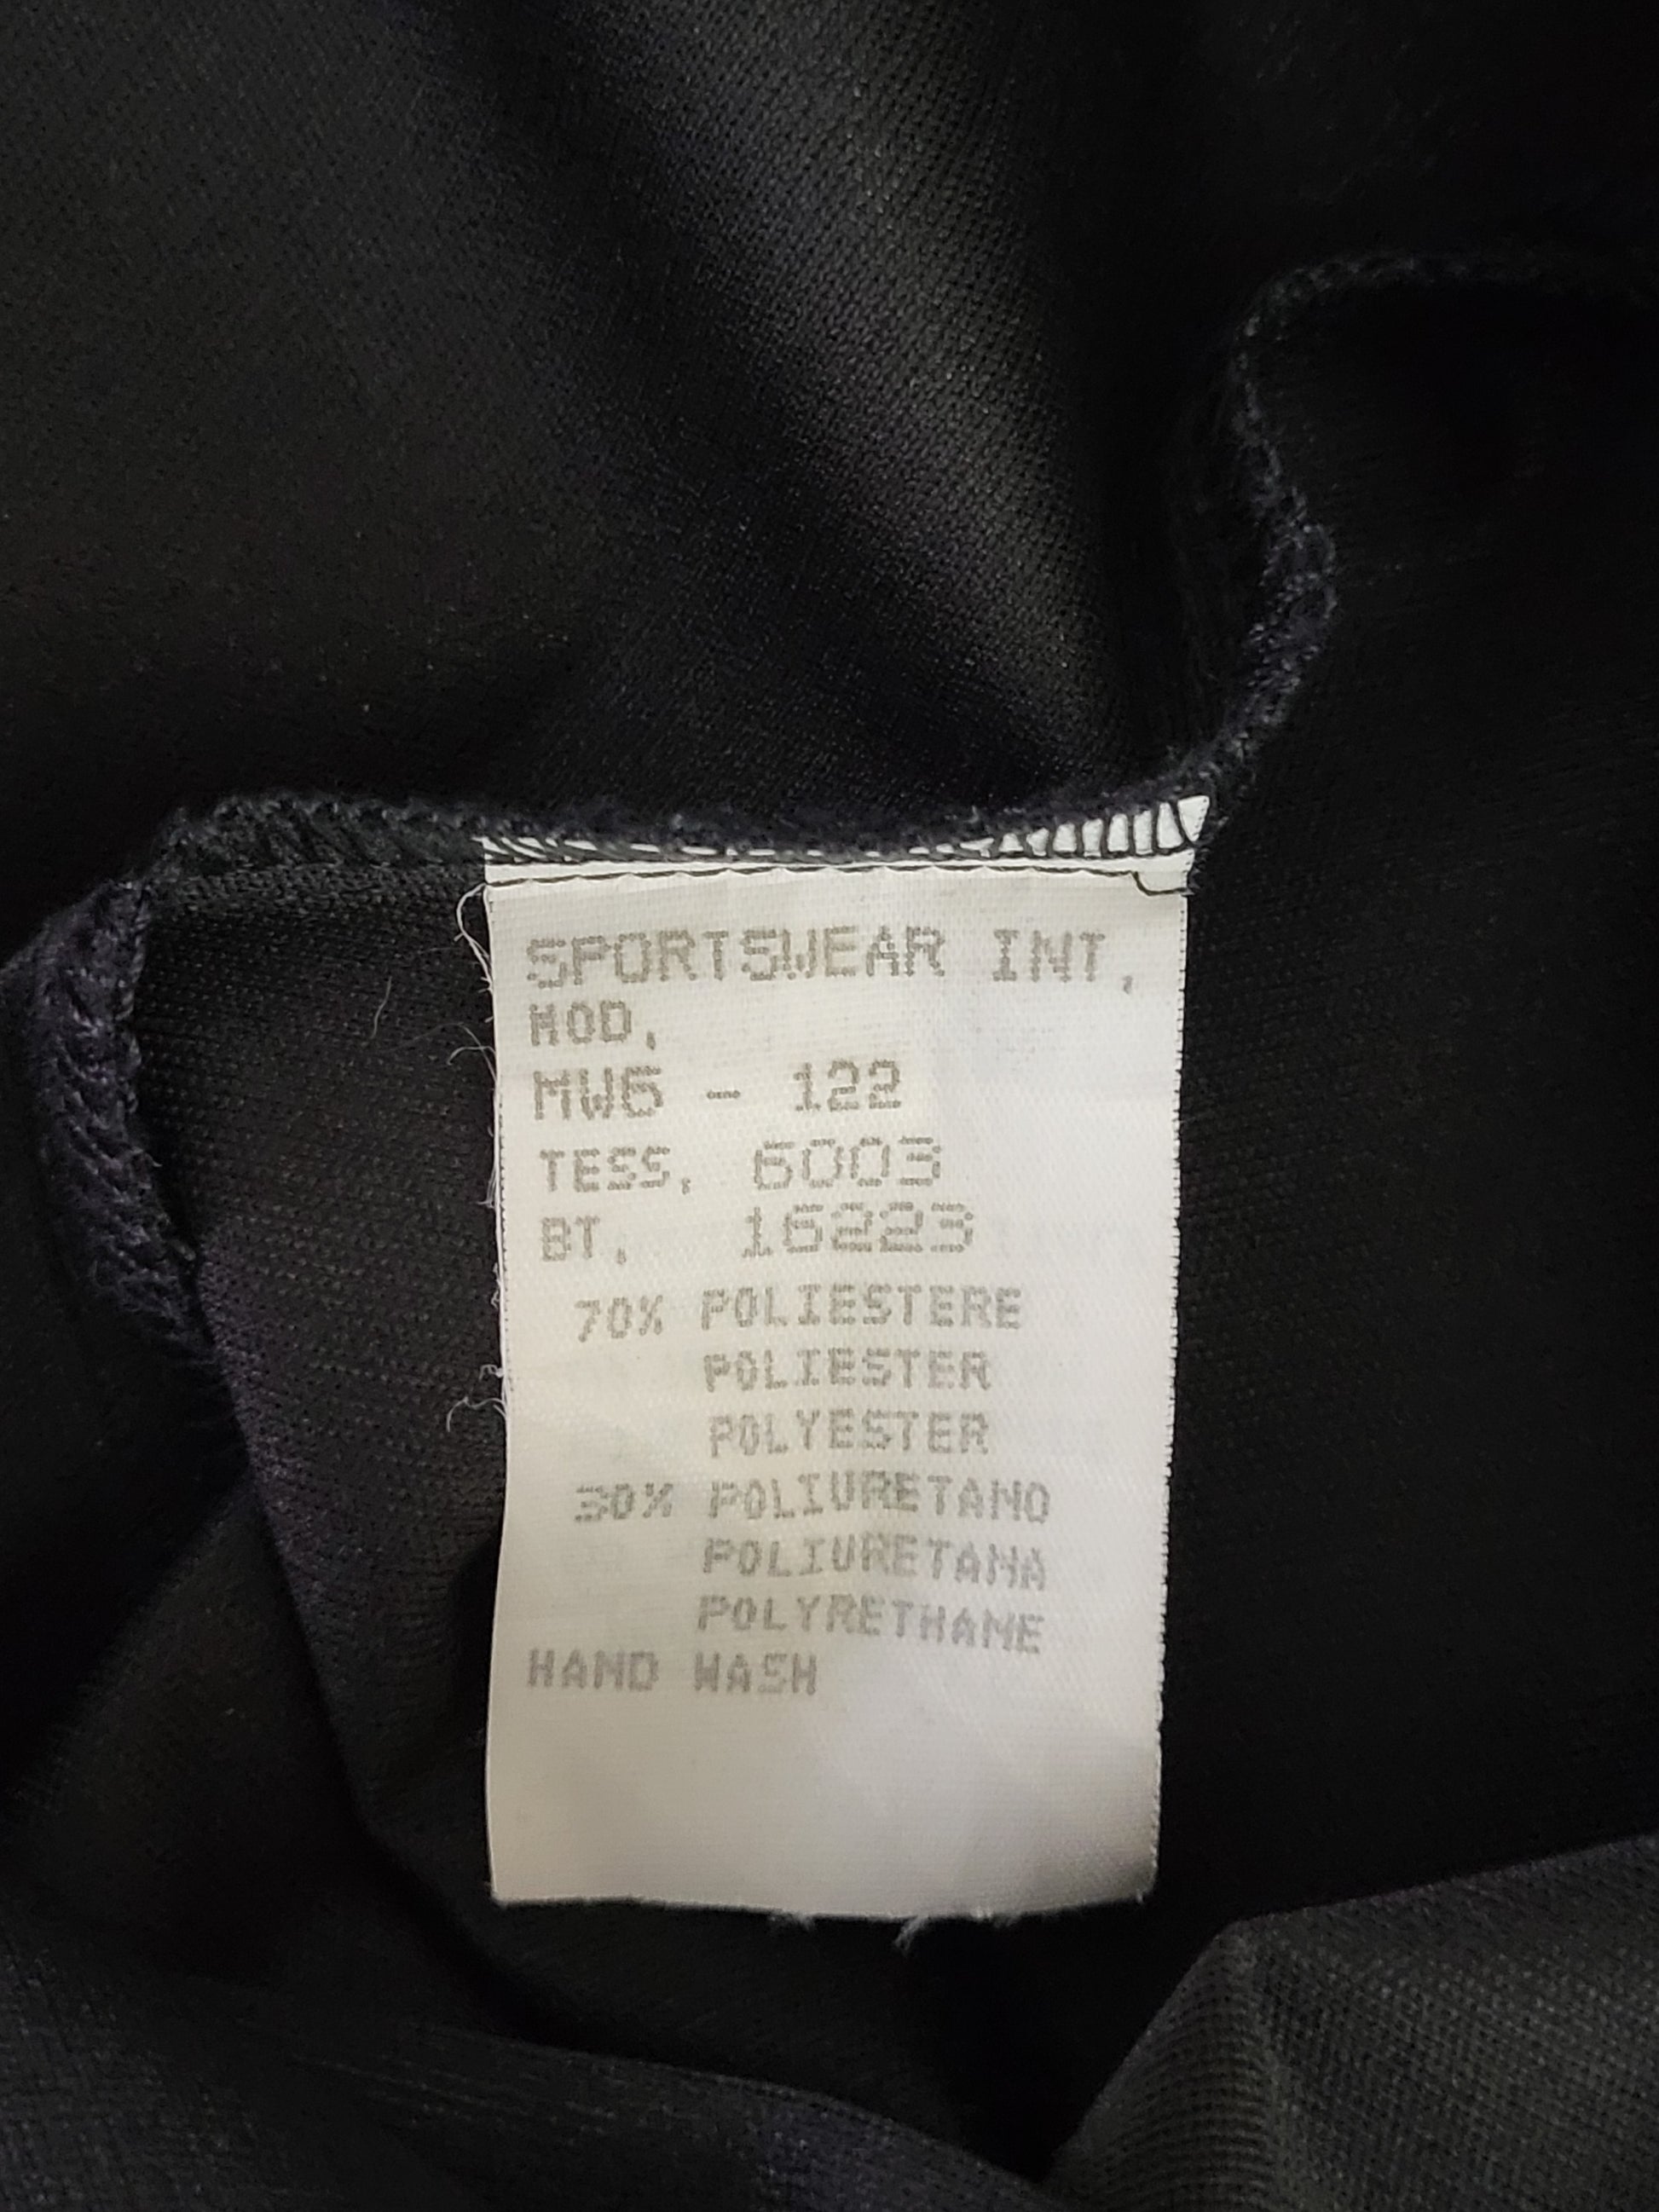 SPORTSWEAR INT.
MOD.
MW6 - 122
TESS. 6003
BT. 16223
70% POLIESTERE
POLIESTER
POLYESTER
30% POLIURETANO
POLIURETANA
POLYRETHANE
HAND WASH